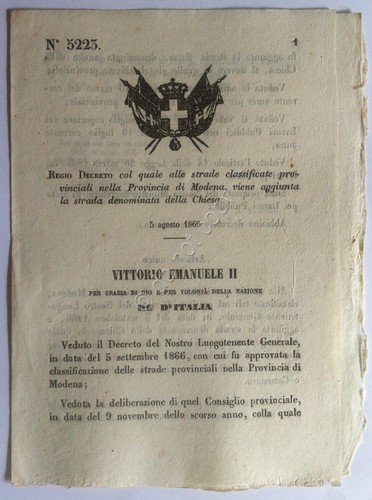 N° 5223.
1
REGIO DECRETO col quale alle strade classificate pro-
vinciali nella Provincia di Modena, viene aggiunta
la strada denominata della Chiesa.
5 agosto 1869
VITTORIO EMANUELE II
PER GRAZIA DI DIO E PER VOLONTÀ DELLA NAZIONE
RE D'ITALIA
Veduto il Decreto del Nostro Luogotenente Generale,
in data del 5 settembre 1866, con cui fu approvata la
classificazione delle strade provinciali nella Provincia di
Modena;
Veduta la deliberazione di quel Consiglio provinciale,
in data del 9 novembre dello scorso anno, colla quale